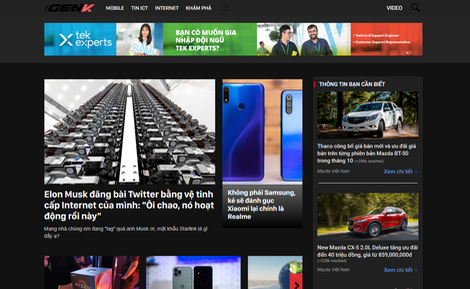 GENK
MOBILE TIN ICT INTERNET KHÁM PHÁ
VIDEO
tek
experts
BẠN CÓ MUỐN GIA
NHẬP ĐỘI NGŨ
TEK EXPERTS?
• Technical Support Engineer
• Customer Support Representative
Elon Musk đăng bài Twitter bằng vệ tinh
cấp Internet của mình: "Ôi chao, nó hoạt
động rồi này"
Mạng nhà chúng em đang "lag" quá anh Musk ơi, mật khẩu Starlink là gì
đấy ạ?
Không phải Samsung,
kẻ sẽ đánh gục
Xiaomi lại chính là
Realme
THÔNG TIN BẠN CẦN BIẾT
Thaco công bố giá bán mới và ưu đãi giá
bán trên từng phiên bản Mazda BT-50
trong tháng 10
Mazda Việt Nam
Xem chi tiết
New Mazda CX-5 2.0L Deluxe tặng ưu đãi
đến 40 triệu đồng, giá từ 859,000,000đ
Mazda Việt Nam
Xem chi tiết